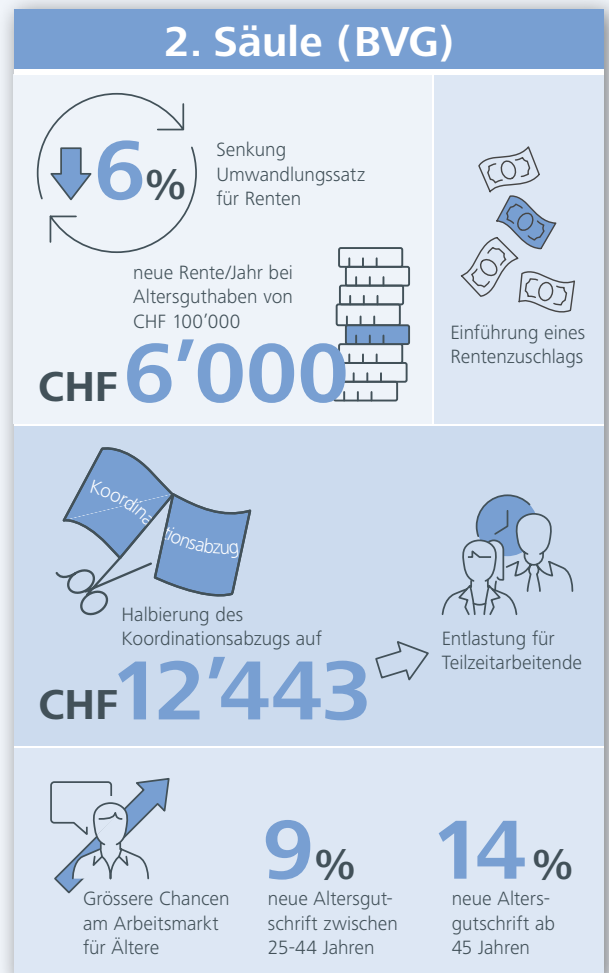 2. Säule (BVG)
6%
Senkung
Umwandlungssatz
für Renten
neue Rente/Jahr bei
Altersguthaben von
CHF 100’000
CHF 6’000
Einführung eines
Rentenzuschlags
Koordinationsabzug
Halbierung des
Koordinationsabzugs auf
CHF 12’443
Entlastung für
Teilzeitarbeitende
Grössere Chancen
am Arbeitsmarkt
für Ältere
9%
neue Altersgut-
schrift zwischen
25-44 Jahren
14%
neue Alters-
gutschrift ab
45 Jahren